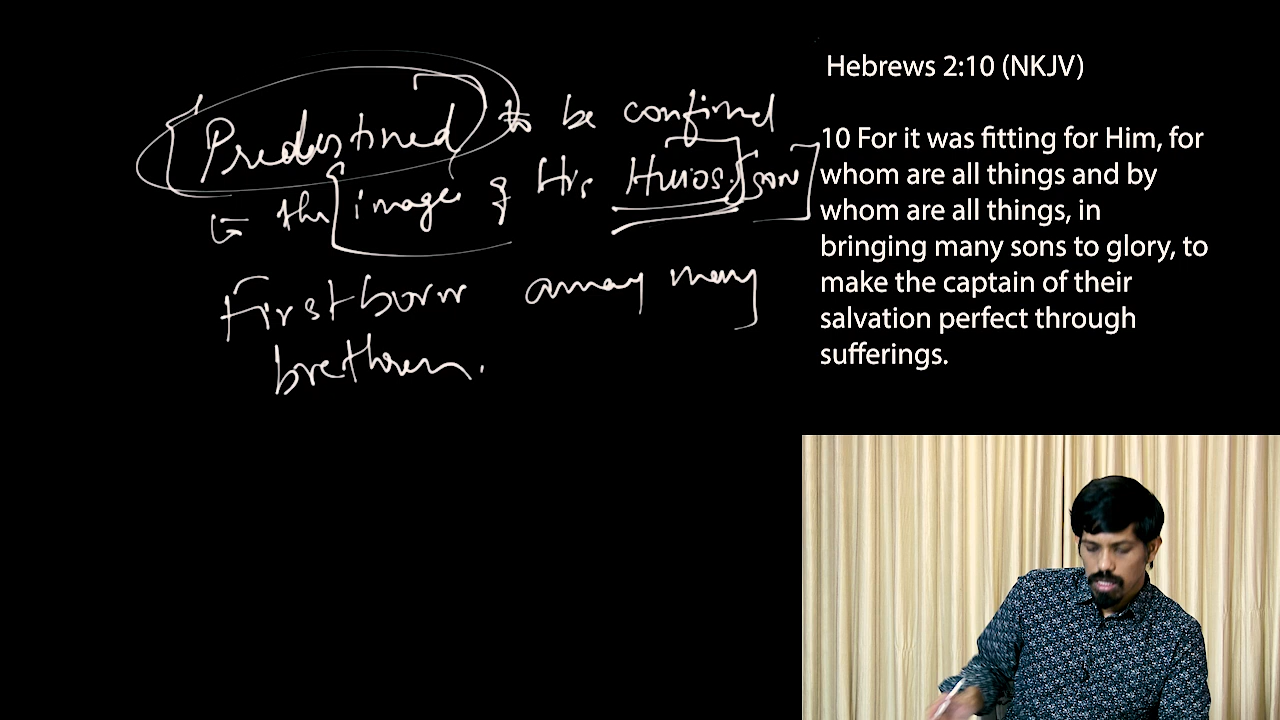 Predestined to be confirmed
to the image of His Huios, son
Firstborn among many
brethren.
Hebrews 2:10 (NKJV)
10 For it was fitting for Him, for
whom are all things and by
whom are all things, in
bringing many sons to glory, to
make the captain of their
salvation perfect through
sufferings.